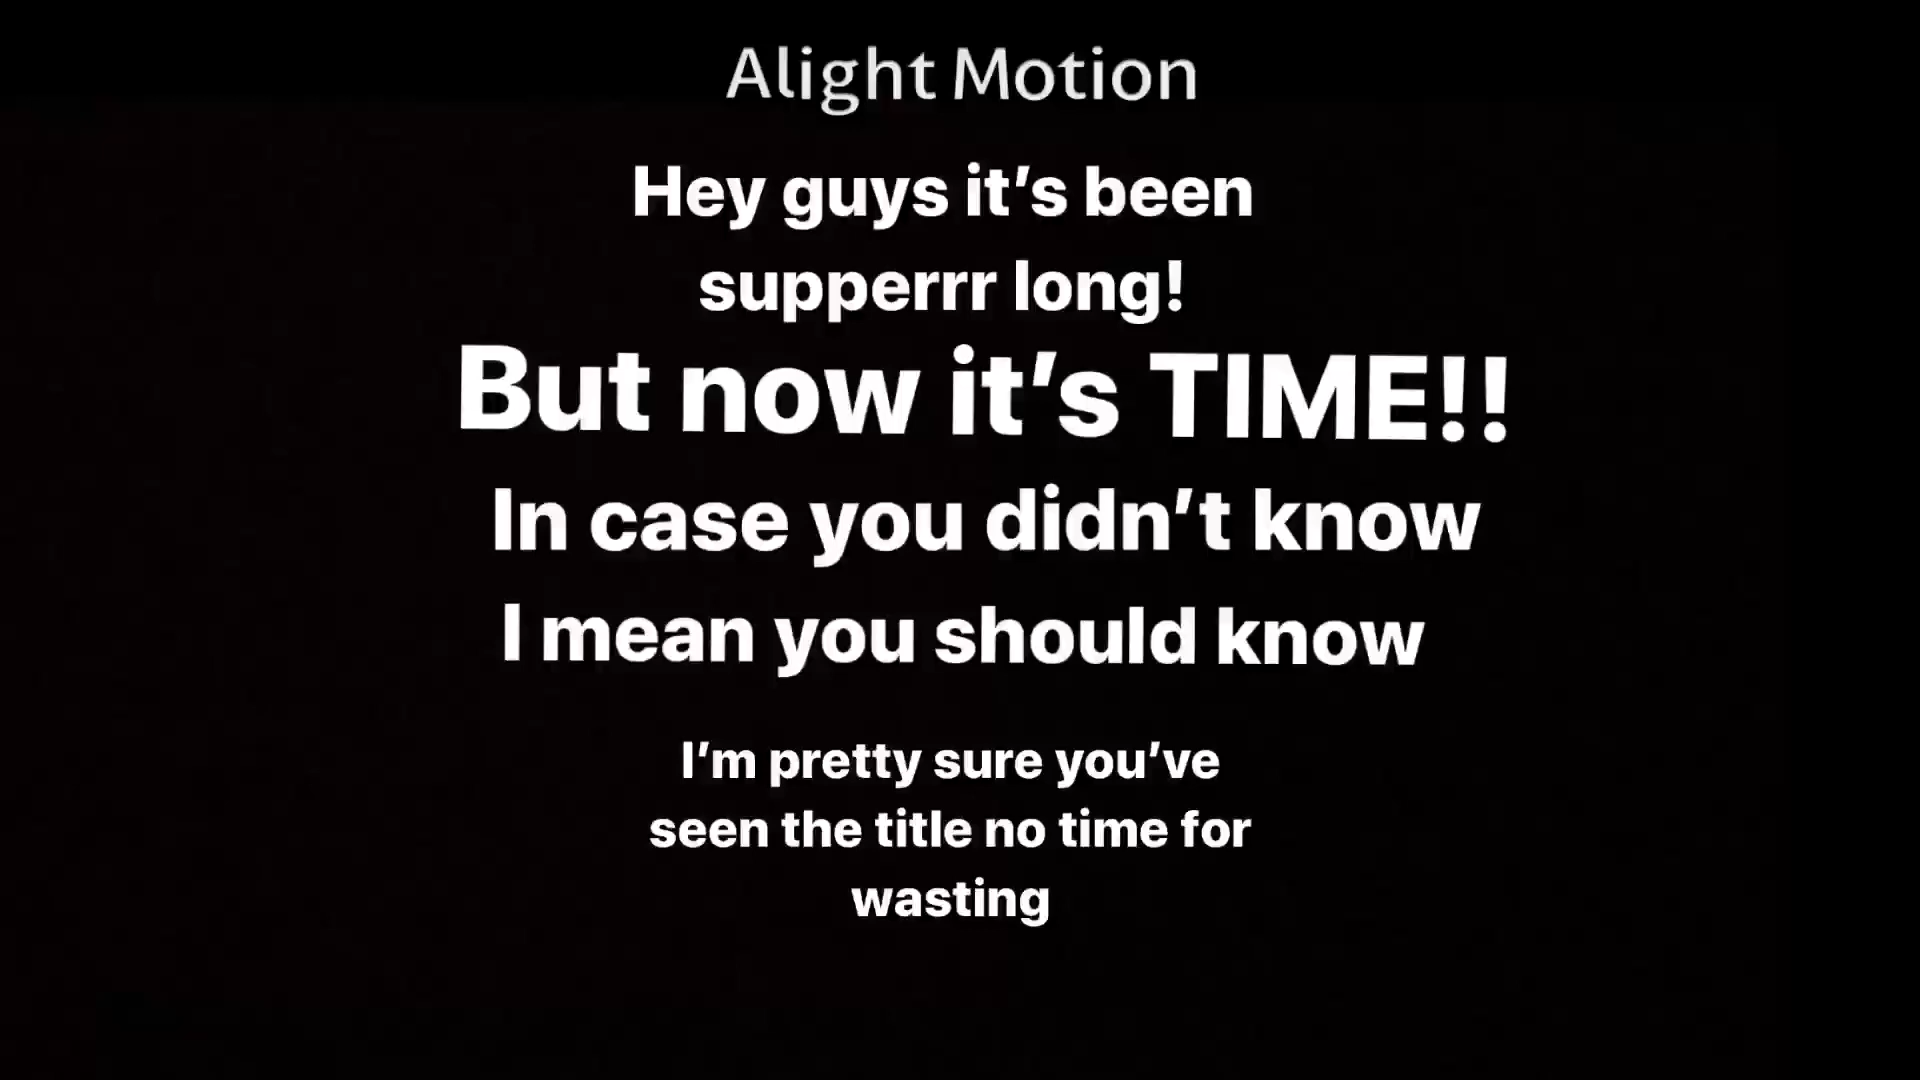 Alight Motion
Hey guys it’s been
supperrr long!
But now it’s TIME!!
In case you didn’t know
I mean you should know
I’m pretty sure you’ve
seen the title no time for
wasting